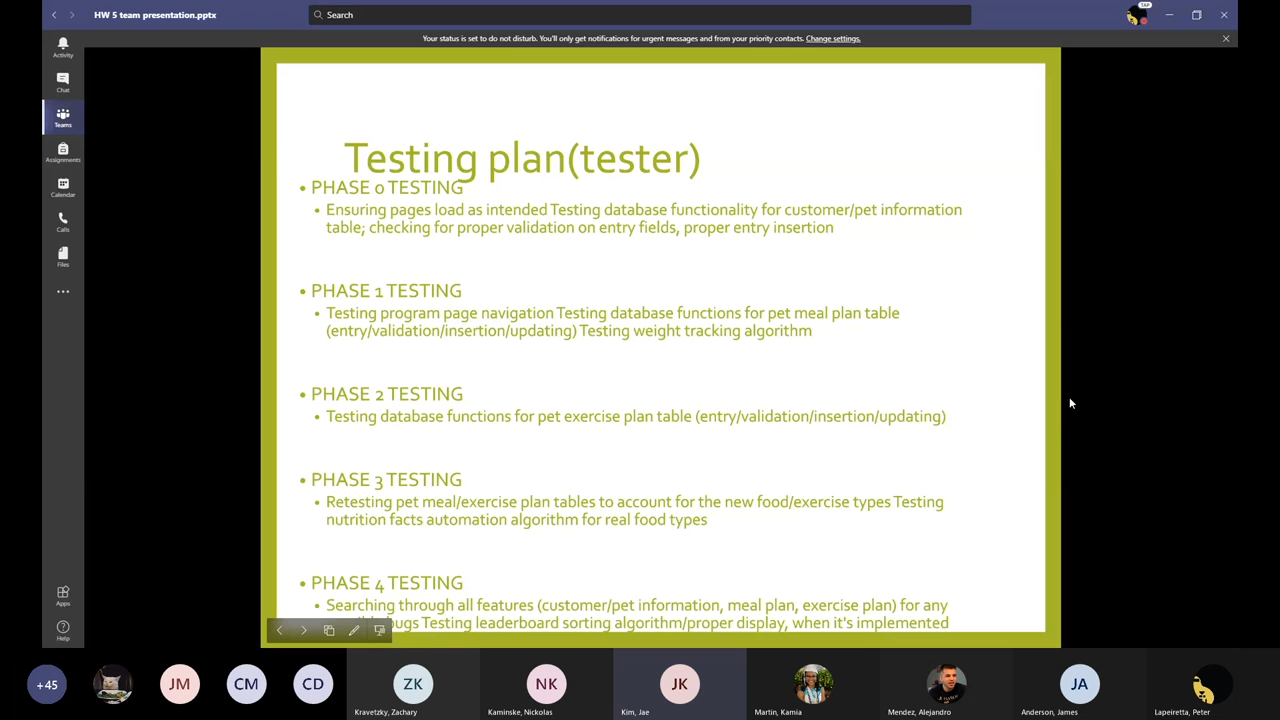 HW 5 team presentation.pptx
Search
TAP
Your status is set to do not disturb. You'll only get notifications for urgent messages and from your priority contacts. Change settings.
Activity
Chat
Teams
Assignments
Calendar
Calls
Files
Apps
Help
Testing plan(tester)
• PHASE 0 TESTING
• Ensuring pages load as intended Testing database functionality for customer/pet information
table; checking for proper validation on entry fields, proper entry insertion
• PHASE 1 TESTING
• Testing program page navigation Testing database functions for pet meal plan table
(entry/validation/insertion/updating) Testing weight tracking algorithm
• PHASE 2 TESTING
• Testing database functions for pet exercise plan table (entry/validation/insertion/updating)
• PHASE 3 TESTING
• Retesting pet meal/exercise plan tables to account for the new food/exercise types Testing
nutrition facts automation algorithm for real food types
• PHASE 4 TESTING
• Searching through all features (customer/pet information, meal plan, exercise plan) for any
Testing leaderboard sorting algorithm/proper display, when it's implemented
+45
JM
CM
CD
ZK
Kravetzky, Zachary
NK
Kaminske, Nickolas
JK
Kim, Jae
Martin, Kamia
Mendez, Alejandro
JA
Anderson, James
Lapeiretta, Peter